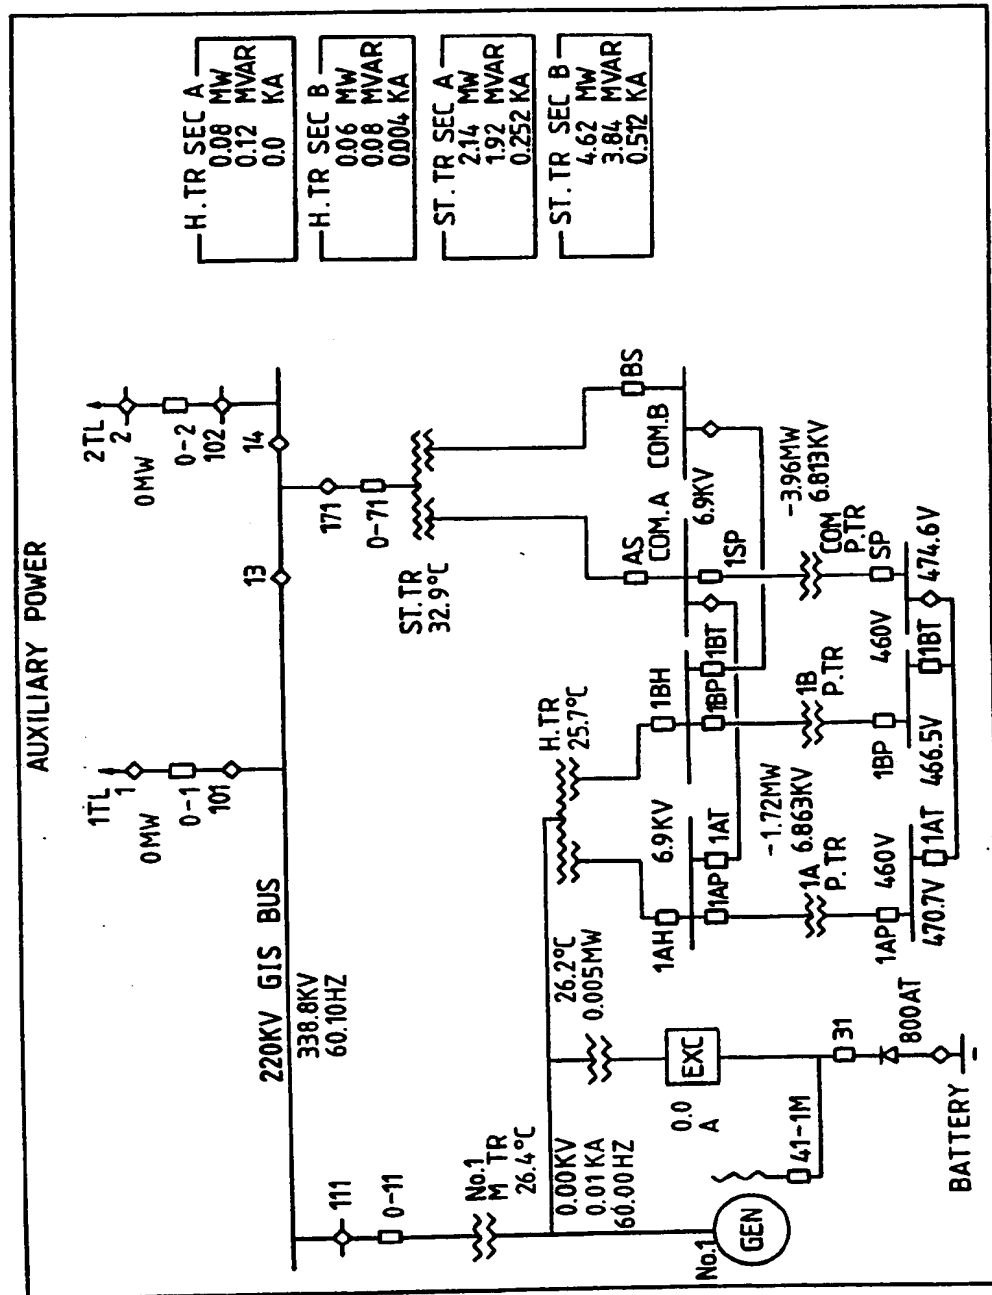 AUXILIARY POWER
1TL
1
0MW
0-1
101
2TL
2
0MW
0-2
102
220KV GIS BUS
338.8KV
60.10HZ
13
14
111
0-11
171
0-71
No.1
M TR
26.4°C
ST.TR
32.9°C
H.TR SEC A
0.08 MW
0.12 MVAR
0.0 KA
H.TR SEC B
0.06 MW
0.08 MVAR
0.004 KA
ST.TR SEC A
2.14 MW
1.92 MVAR
0.252 KA
ST.TR SEC B
4.62 MW
3.84 MVAR
0.512 KA
0.00KV
0.01KA
60.00HZ
26.2°C
0.005MW
H.TR
25.7°C
No.1
GEN
EXC
0.0
A
41-1M
31
800AT
BATTERY
1AH
6.9KV
1AP
1AT
1BH
1BP
1BT
AS
COM.A
COM.B
BS
1SP
6.9KV
-1.72MW
6.863KV
1A
P.TR
1B
P.TR
-3.96MW
6.813KV
COM
P.TR
1AP
460V
470.7V
1AT
1BP
466.5V
460V
1BT
SP
474.6V